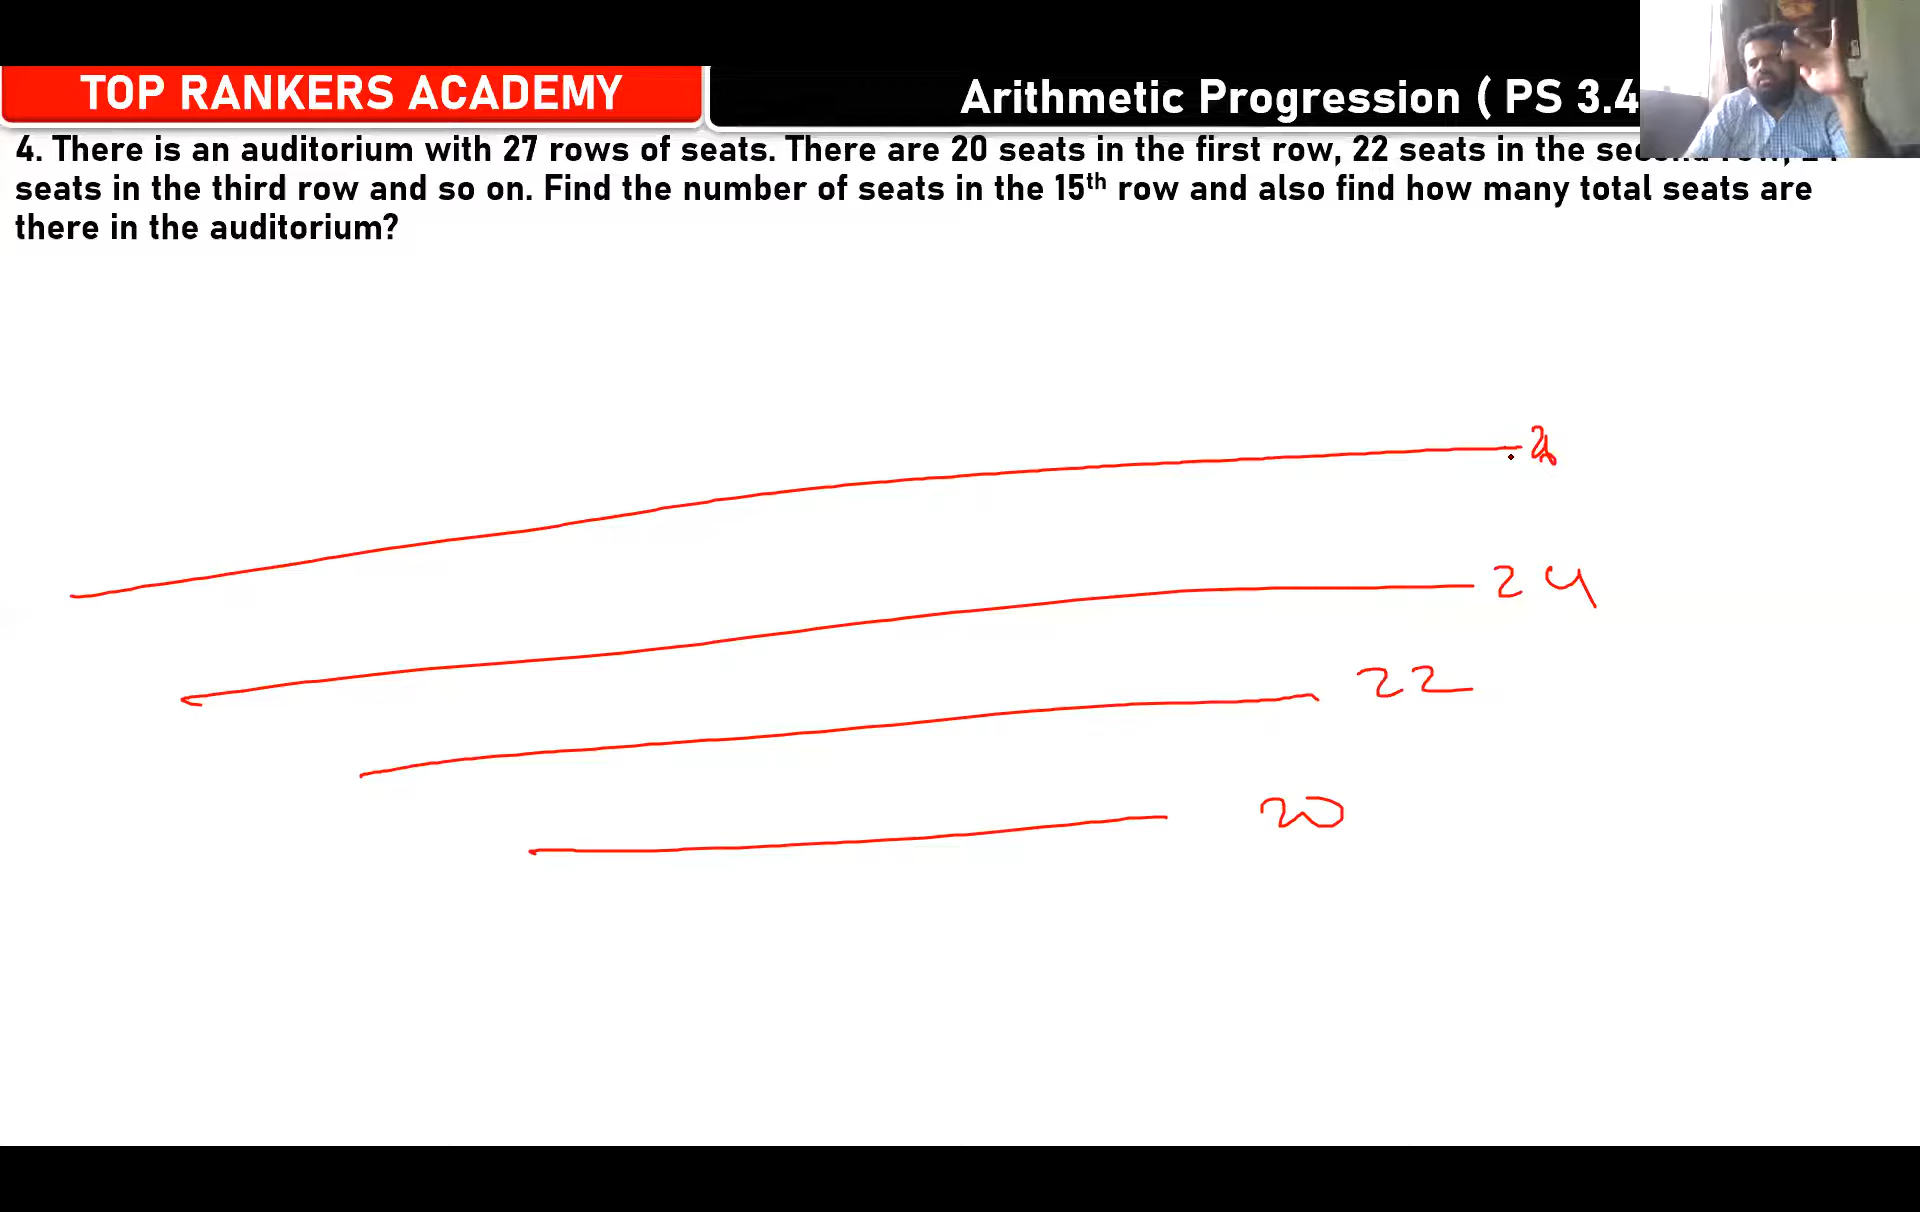 TOP RANKERS ACADEMY
Arithmetic Progression ( PS 3.4
4. There is an auditorium with 27 rows of seats. There are 20 seats in the first row, 22 seats in the
seats in the third row and so on. Find the number of seats in the 15th row and also find how many total seats are
there in the auditorium?
24
22
20